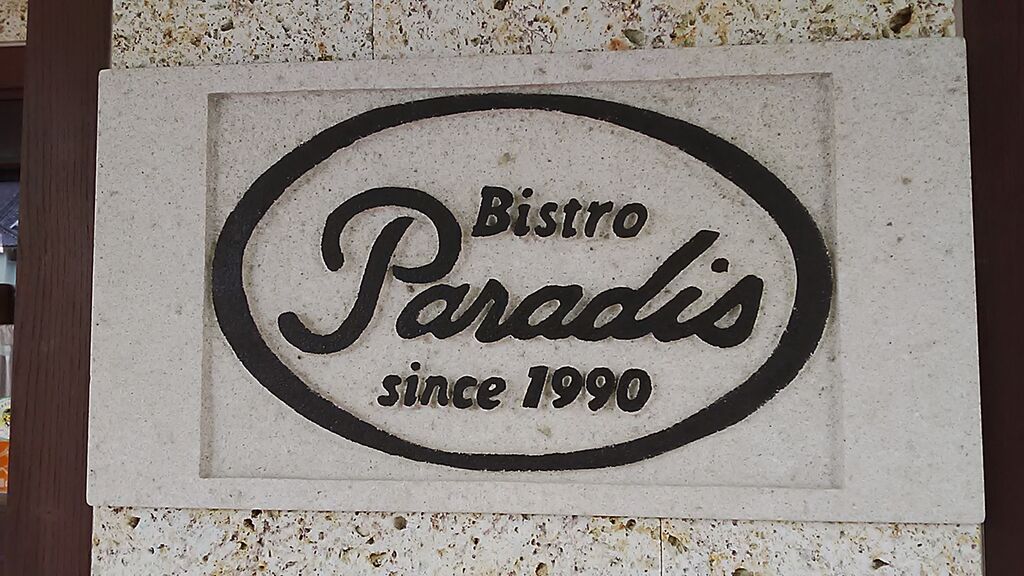 Bistro
Paradis
since 1990